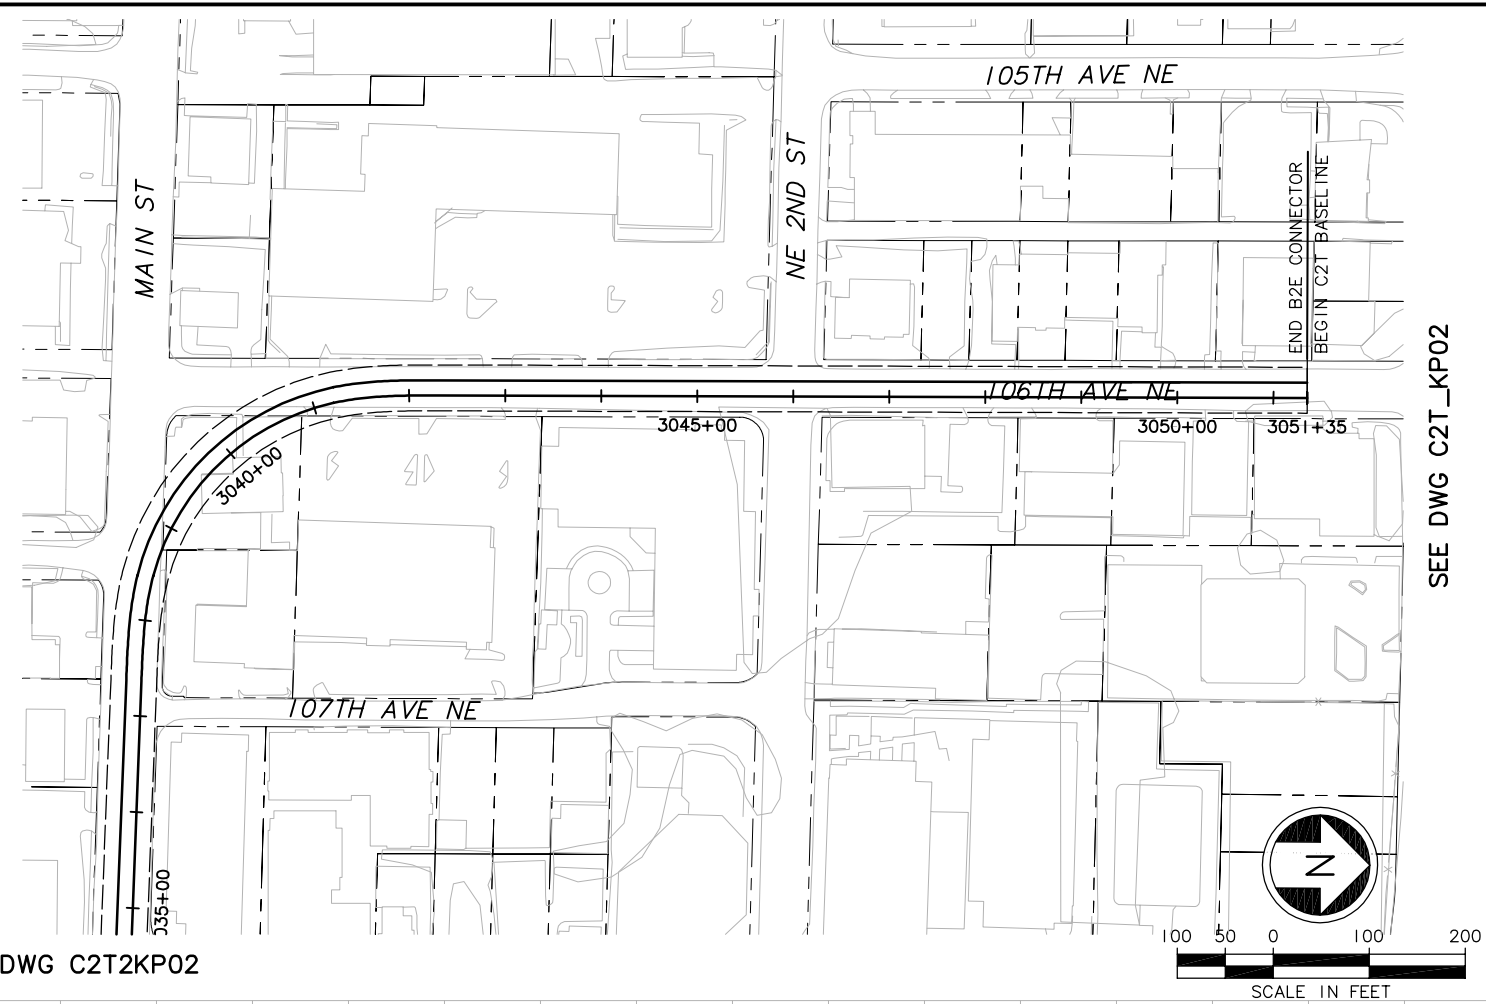 105TH AVE NE
MAIN ST
NE 2ND ST
END B2E CONNECTOR
BEGIN C2T BASELINE
106TH AVE NE
3045+00
3050+00
3051+35
3040+00
SEE DWG C2T_KP02
107TH AVE NE
035+00
N
100 50 0 100 200
SCALE IN FEET
DWG C2T2KP02